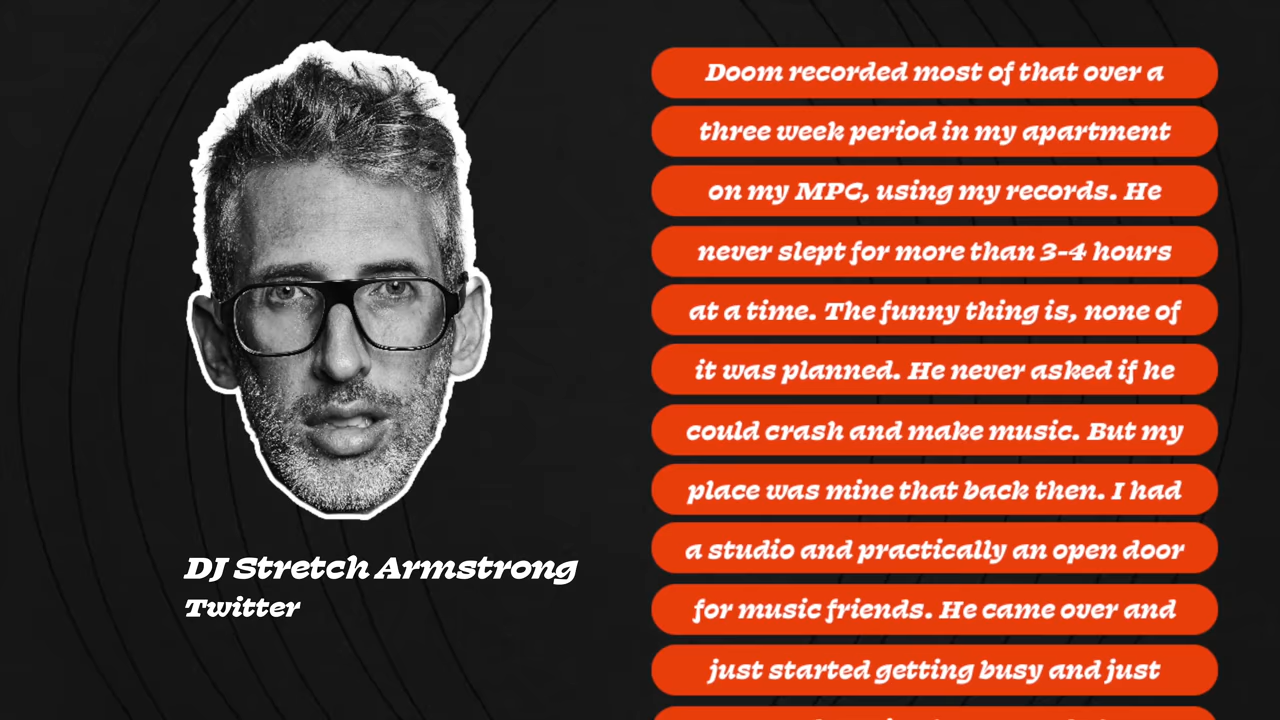 Doom recorded most of that over a
three week period in my apartment
on my MPC, using my records. He
never slept for more than 3-4 hours
at a time. The funny thing is, none of
it was planned. He never asked if he
could crash and make music. But my
place was mine that back then. I had
a studio and practically an open door
for music friends. He came over and
just started getting busy and just
DJ Stretch Armstrong
Twitter